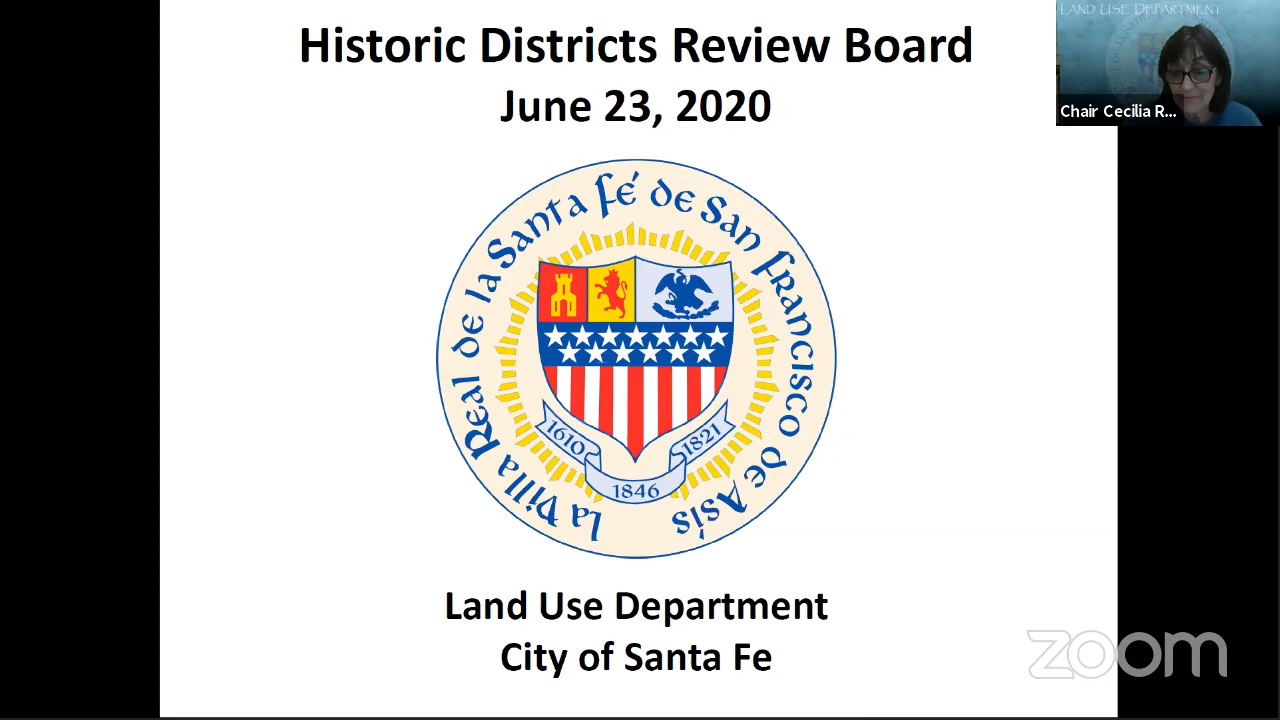 Historic Districts Review Board
June 23, 2020
LAND USE DEPARTMENT
Chair Cecilia R...
La Villa Real de la Santa Fé de San Francisco de Asís
1610
1821
1846
Land Use Department
City of Santa Fe
zoom